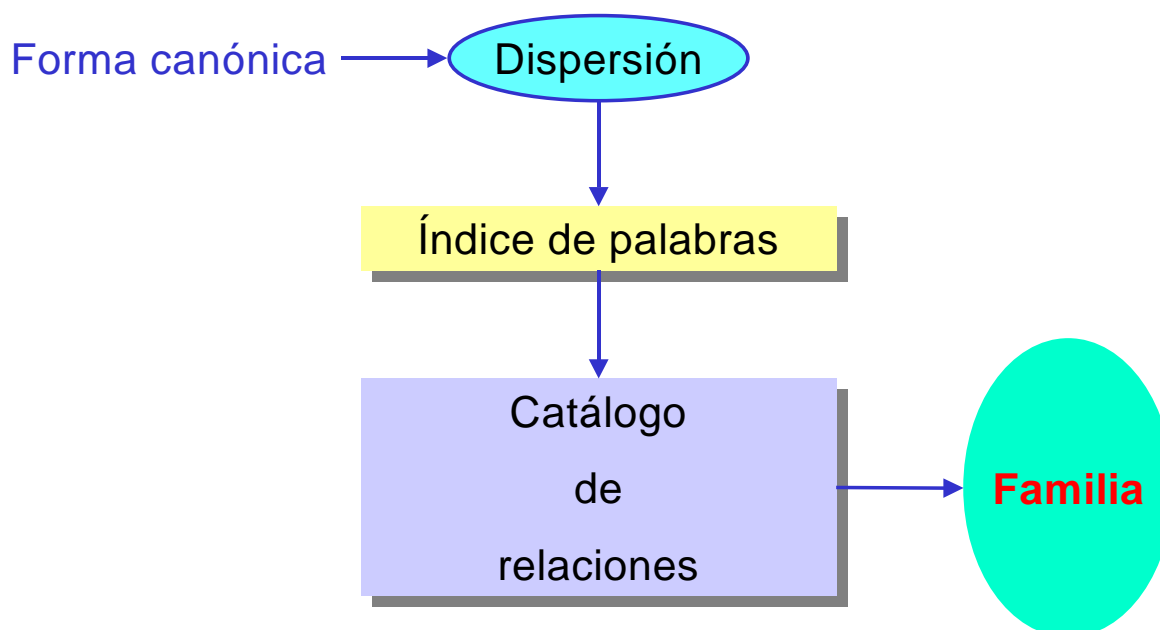 Forma canónica
Dispersión
Índice de palabras
Catálogo
de
relaciones
Familia